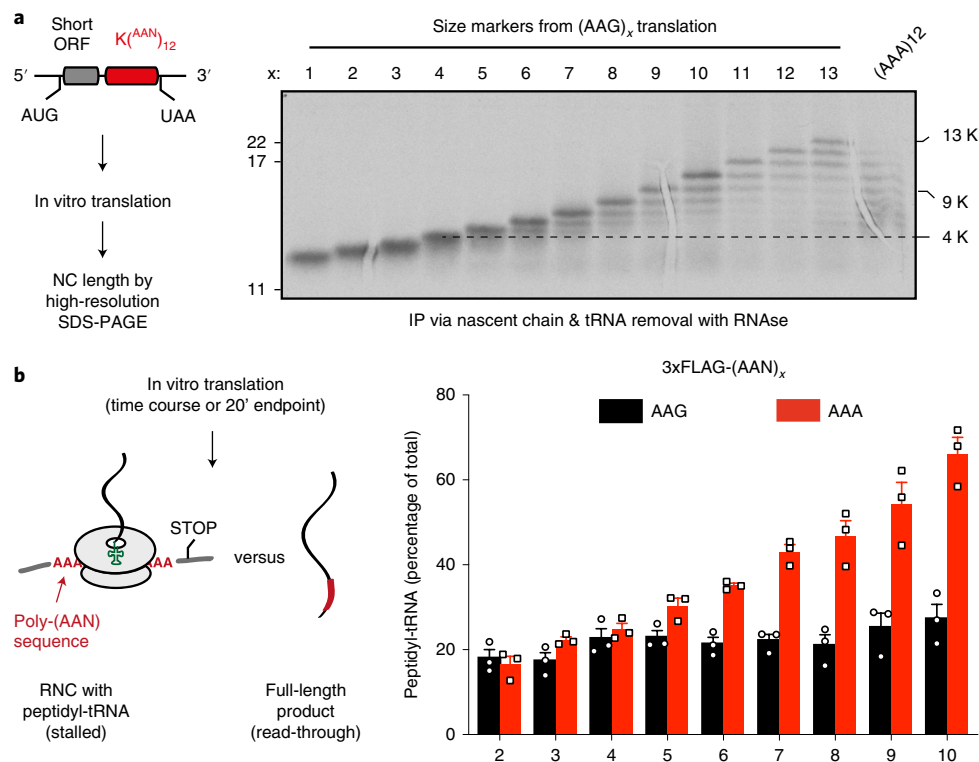 a
Short
ORF
K(AAN)12
5′
3′
AUG
UAA
In vitro translation
NC length by
high-resolution
SDS-PAGE
Size markers from (AAG)x translation
x: 1 2 3 4 5 6 7 8 9 10 11 12 13 (AAA)12
22
17
11
13 K
9 K
4 K
IP via nascent chain & tRNA removal with RNAse
b
In vitro translation
(time course or 20′ endpoint)
STOP
AAA
AAA
versus
Poly-(AAN)
sequence
RNC with
peptidyl-tRNA
(stalled)
Full-length
product
(read-through)
3xFLAG-(AAN)x
AAG
AAA
Peptidyl-tRNA (percentage of total)
80
60
40
20
0
2 3 4 5 6 7 8 9 10